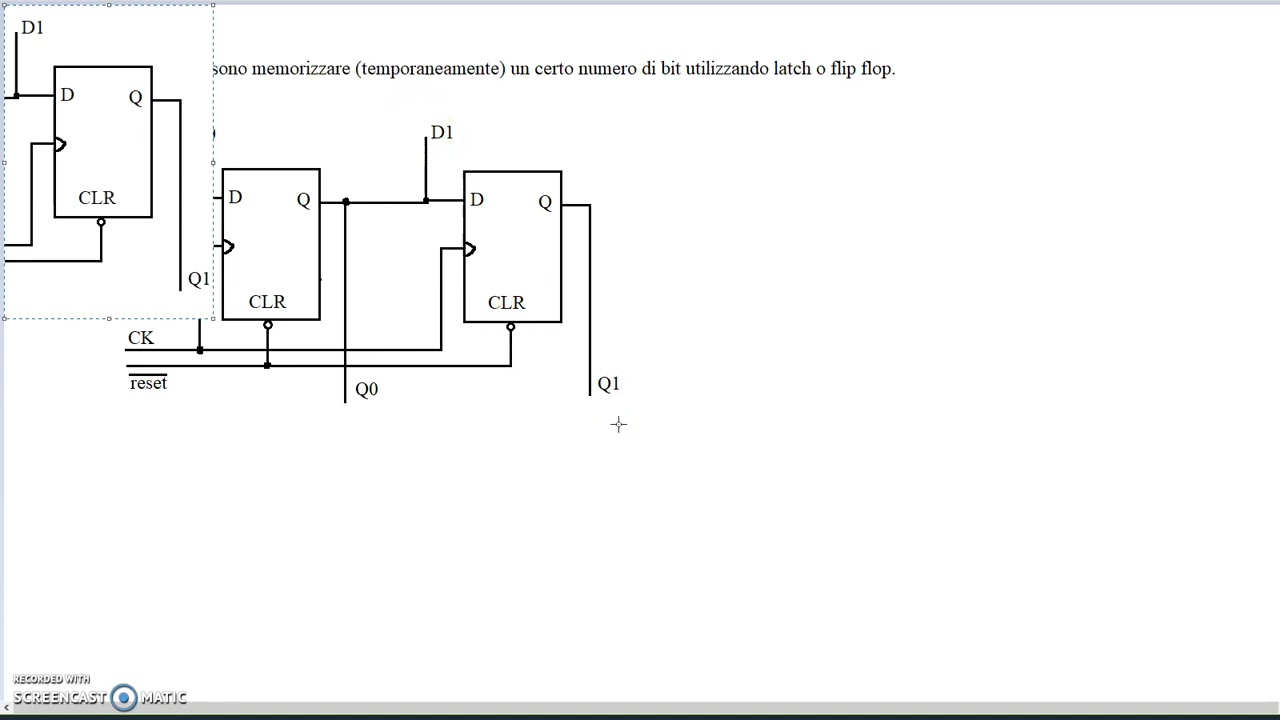 D1
sono memorizzare (temporaneamente) un certo numero di bit utilizzando latch o flip flop.
D Q
CLR
Q1
D1
D Q
CLR
D Q
CLR
CK
reset
Q0
Q1
RECORDED WITH
SCREENCAST MATIC